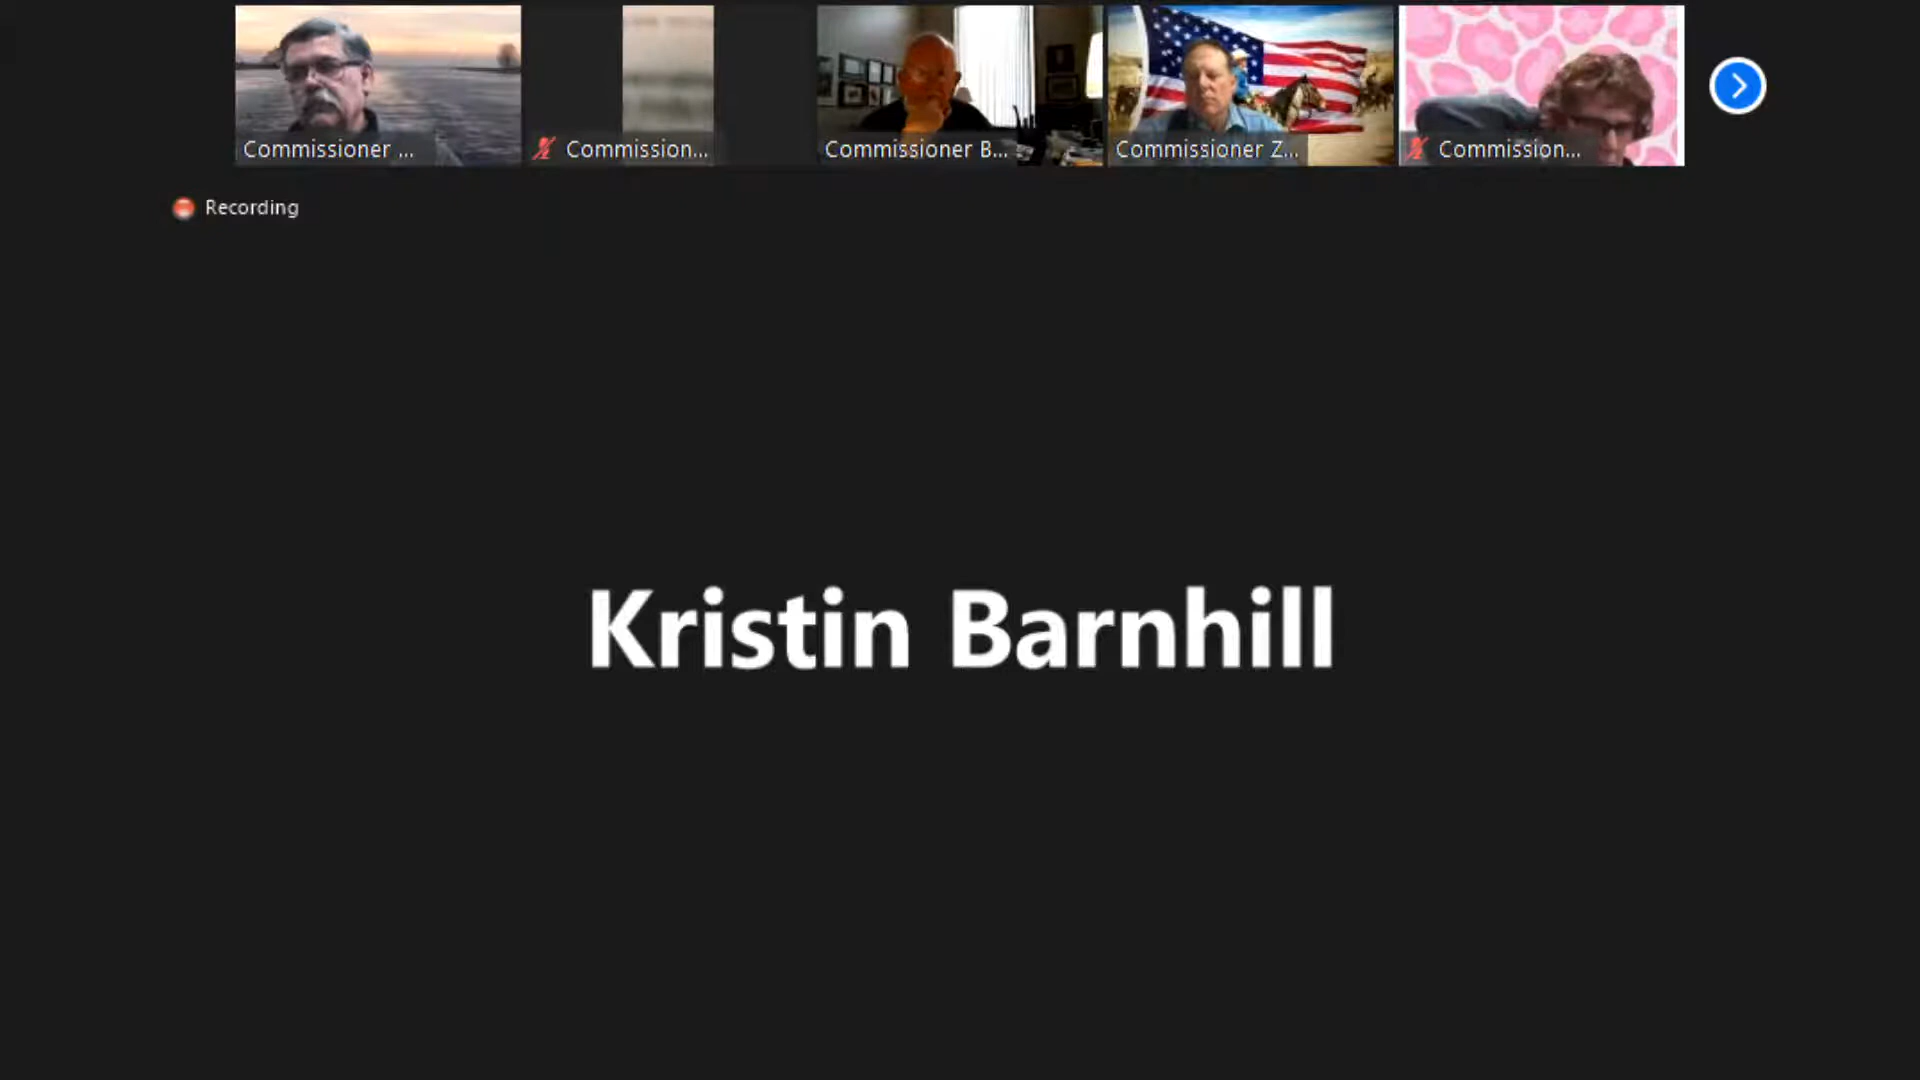 Commissioner ...
Commission...
Commissioner B...
Commissioner Z...
Commission...
Recording
Kristin Barnhill